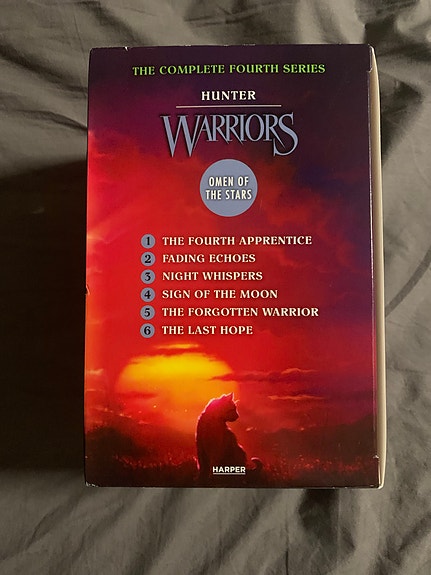 THE COMPLETE FOURTH SERIES
HUNTER
WARRIORS
OMEN OF
THE STARS
1 THE FOURTH APPRENTICE
2 FADING ECHOES
3 NIGHT WHISPERS
4 SIGN OF THE MOON
5 THE FORGOTTEN WARRIOR
6 THE LAST HOPE
HARPER